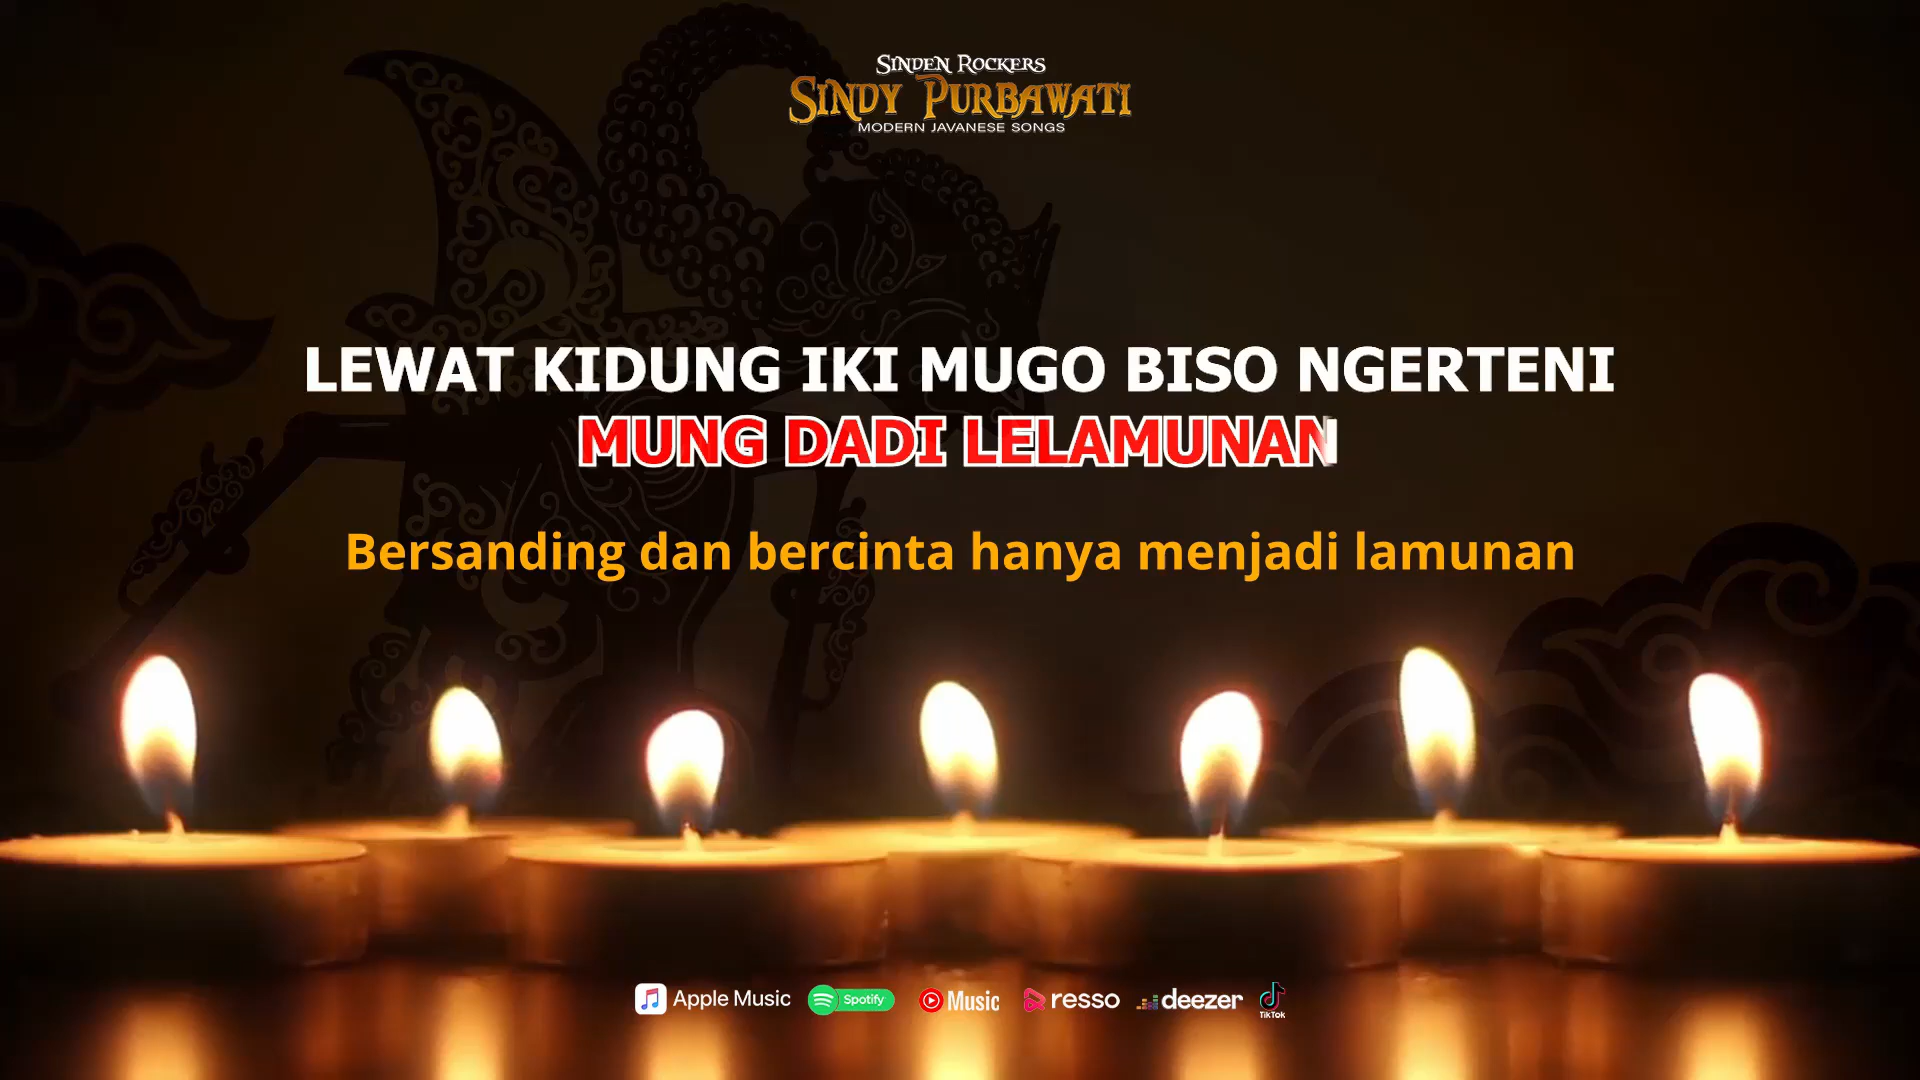 SINDEN ROCKERS
SINDY PURBAWATI
MODERN JAVANESE SONGS
LEWAT KIDUNG IKI MUGO BISO NGERTENI
MUNG DADI LELAMUNAN
Bersanding dan bercinta hanya menjadi lamunan
Apple Music Spotify Music resso deezer TikTok